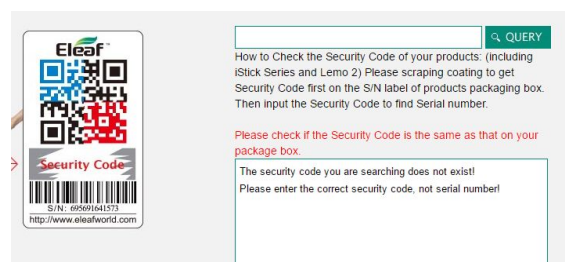 Eleaf
Security Code
S/N: 695691641573
http://www.eleafworld.com
QUERY
How to Check the Security Code of your products: (including
iStick Series and Lemo 2) Please scraping coating to get
Security Code first on the S/N label of products packaging box.
Then input the Security Code to find Serial number.
Please check if the Security Code is the same as that on your
package box.
The security code you are searching does not exist!
Please enter the correct security code, not serial number!